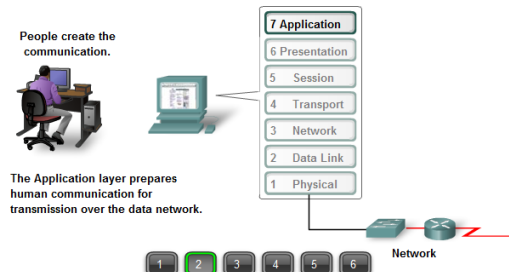 People create the
communication.
7 Application
6 Presentation
5 Session
4 Transport
3 Network
2 Data Link
1 Physical
The Application layer prepares
human communication for
transmission over the data network.
Network
1 2 3 4 5 6